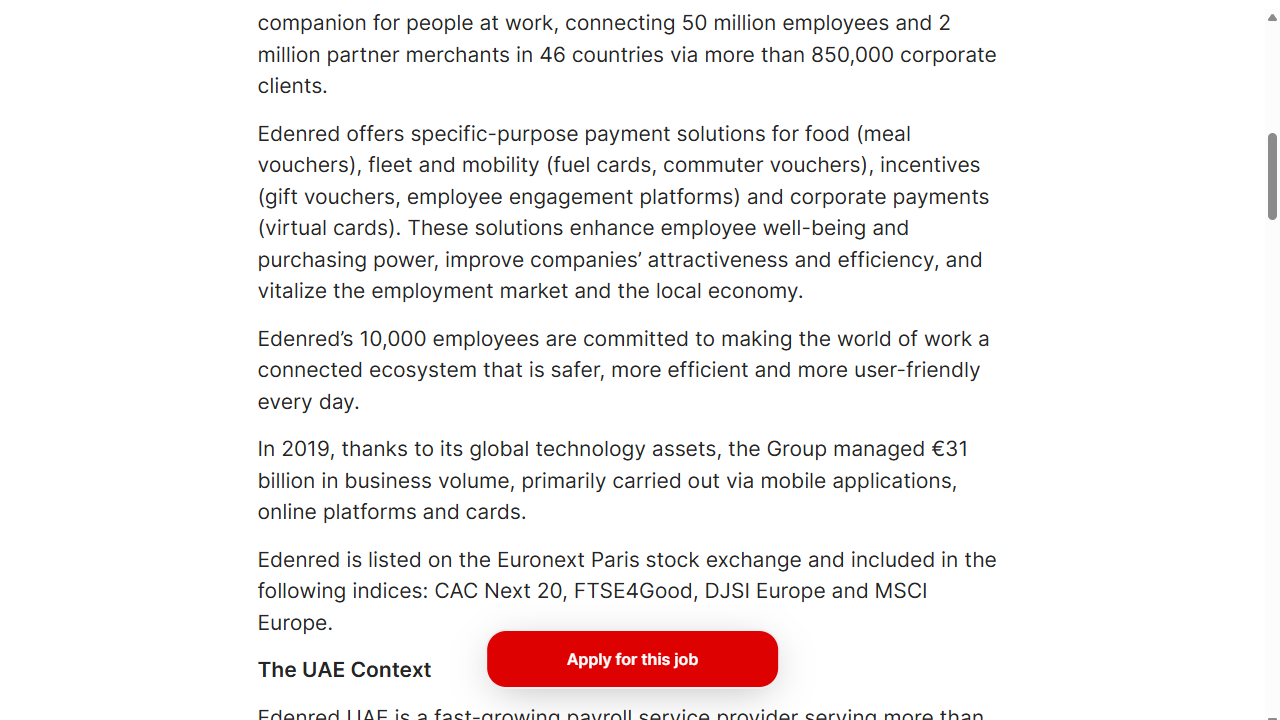 companion for people at work, connecting 50 million employees and 2
million partner merchants in 46 countries via more than 850,000 corporate
clients.
Edenred offers specific-purpose payment solutions for food (meal
vouchers), fleet and mobility (fuel cards, commuter vouchers), incentives
(gift vouchers, employee engagement platforms) and corporate payments
(virtual cards). These solutions enhance employee well-being and
purchasing power, improve companies’ attractiveness and efficiency, and
vitalize the employment market and the local economy.
Edenred’s 10,000 employees are committed to making the world of work a
connected ecosystem that is safer, more efficient and more user-friendly
every day.
In 2019, thanks to its global technology assets, the Group managed €31
billion in business volume, primarily carried out via mobile applications,
online platforms and cards.
Edenred is listed on the Euronext Paris stock exchange and included in the
following indices: CAC Next 20, FTSE4Good, DJSI Europe and MSCI
Europe.
Apply for this job
The UAE Context
Edenred UAE is a fast-growing payroll service provider serving more than